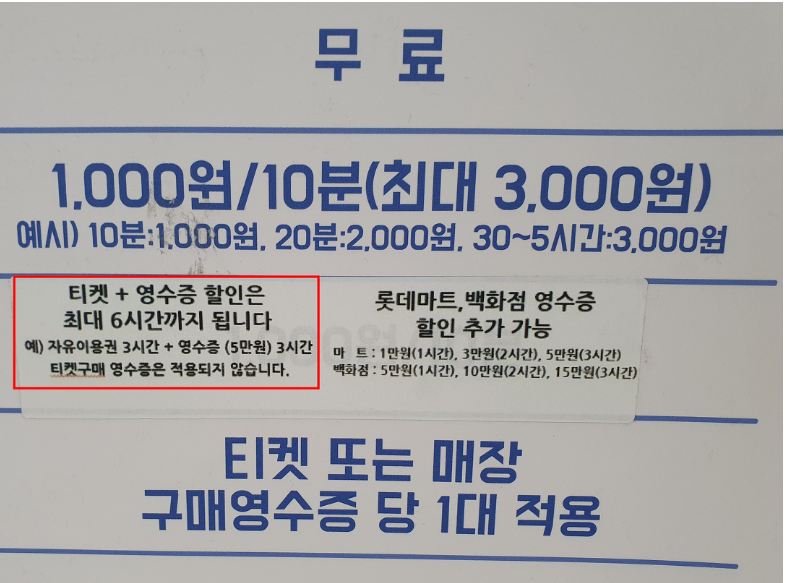 무료
1,000원/10분(최대 3,000원)
예시) 10분:1,000원, 20분:2,000원, 30~5시간:3,000원
티켓 + 영수증 할인은
최대 6시간까지 됩니다
예) 자유이용권 3시간 + 영수증 (5만원) 3시간
티켓구매 영수증은 적용되지 않습니다.
롯데마트,백화점 영수증
할인 추가 가능
마 트 : 1만원(1시간), 3만원(2시간), 5만원(3시간)
백화점 : 5만원(1시간), 10만원(2시간), 15만원(3시간)
티켓 또는 매장
구매영수증 당 1대 적용